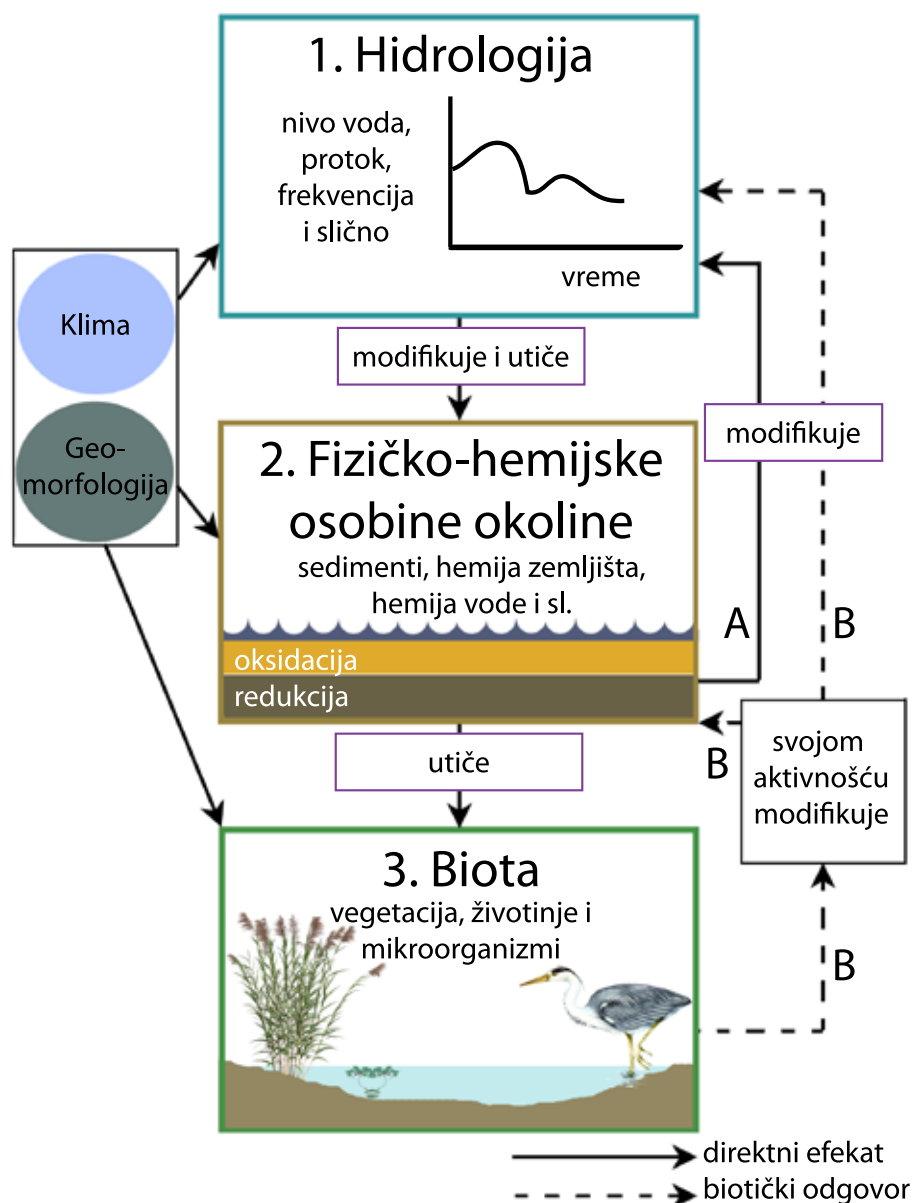 1. Hidrologija
nivo voda,
protok,
frekvencija
i slično
vreme
Klima
Geo-
morfologija
modifikuje i utiče
2. Fizičko-hemijske
osobine okoline
sedimenti, hemija zemljišta,
hemija vode i sl.
oksidacija
redukcija
modifikuje
A
B
B
svojom
aktivnošću
modifikuje
utiče
3. Biota
vegetacija, životinje i
mikroorganizmi
B
direktni efekat
biotički odgovor